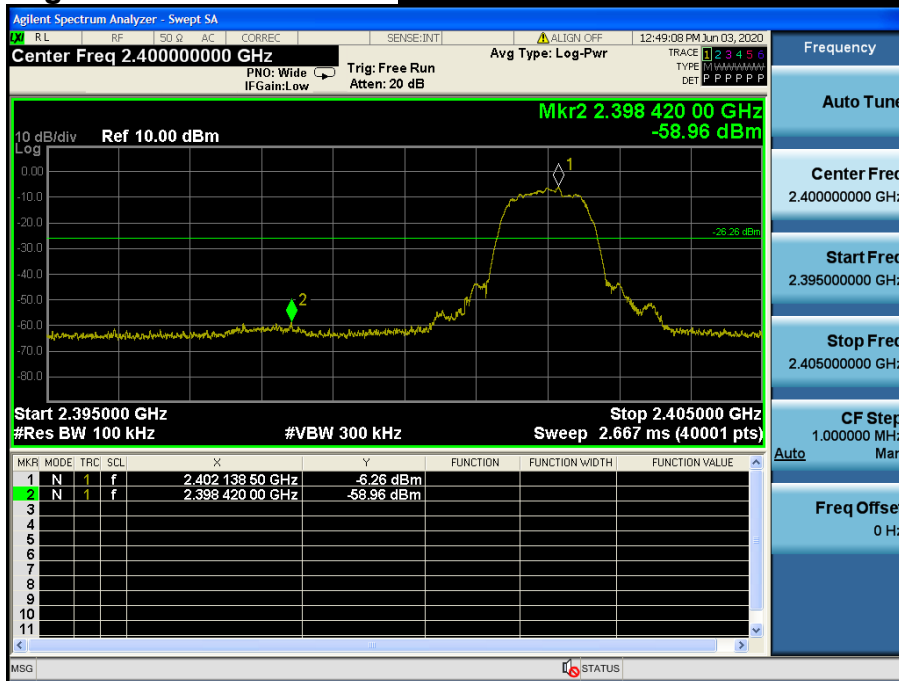 Agilent Spectrum Analyzer - Swept SA
LXI RL RF 50 Ω AC CORREC SENSE:INT ALIGN OFF 12:49:08 PM Jun 03, 2020
Center Freq 2.400000000 GHz
PNO: Wide
IFGain:Low
Trig: Free Run
Atten: 20 dB
Avg Type: Log-Pwr
TRACE 1 2 3 4 5 6
TYPE M W W W W W
DET P P P P P P
Mkr2 2.398 420 00 GHz
-58.96 dBm
10 dB/div Ref 10.00 dBm
Log
0.00
-10.0
-20.0
-30.0
-40.0
-50.0
-60.0
-70.0
-80.0
1
2
-26.26 dBm
Start 2.395000 GHz Stop 2.405000 GHz
#Res BW 100 kHz #VBW 300 kHz Sweep 2.667 ms (40001 pts)
MKR MODE TRC SCL X Y FUNCTION FUNCTION WIDTH FUNCTION VALUE
1 N 1 f 2.402 138 50 GHz -6.26 dBm
2 N 1 f 2.398 420 00 GHz -58.96 dBm
3
4
5
6
7
8
9
10
11
MSG STATUS
Frequency
Auto Tune
Center Freq
2.400000000 GHz
Start Freq
2.395000000 GHz
Stop Freq
2.405000000 GHz
CF Step
1.000000 MHz
Auto Man
Freq Offset
0 Hz